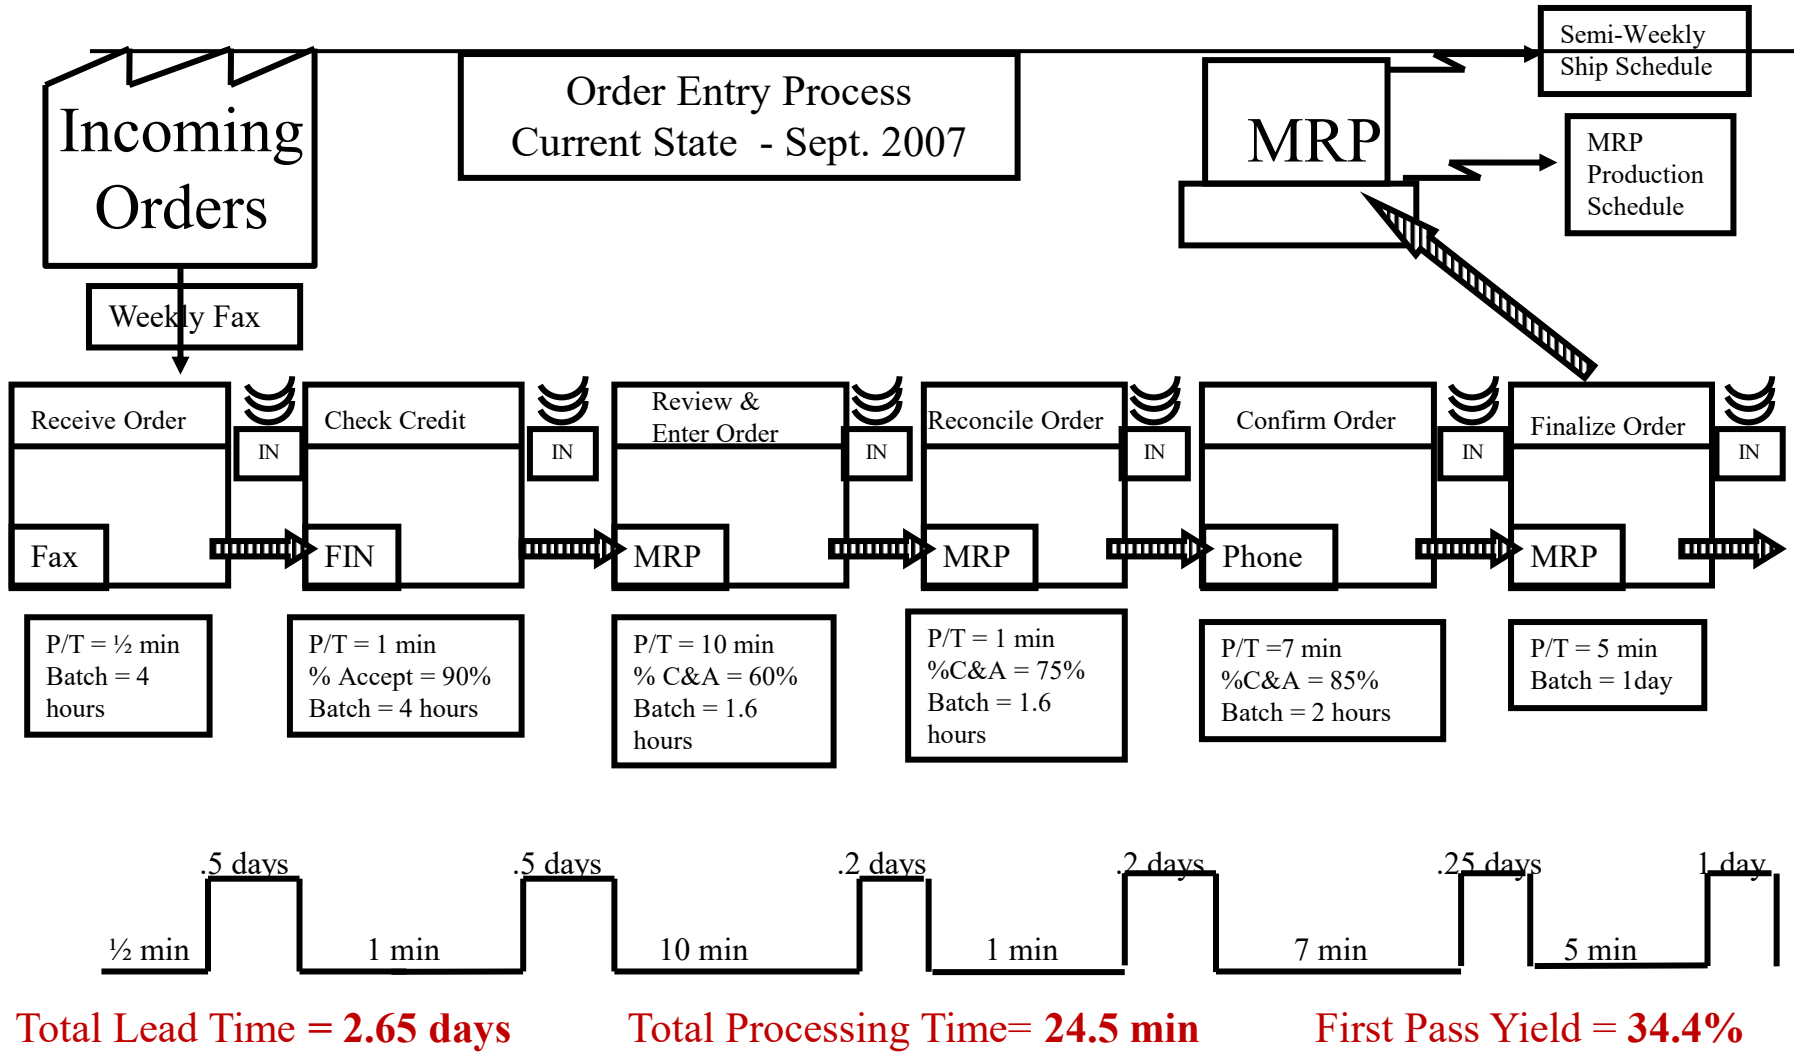 Semi-Weekly
Ship Schedule
Order Entry Process
Current State - Sept. 2007
Incoming
Orders
MRP
MRP
Production
Schedule
Weekly Fax
Receive Order
IN
Check Credit
IN
Review &
Enter Order
IN
Reconcile Order
IN
Confirm Order
IN
Finalize Order
IN
Fax
FIN
MRP
MRP
Phone
MRP
P/T = ½ min
Batch = 4
hours
P/T = 1 min
% Accept = 90%
Batch = 4 hours
P/T = 10 min
% C&A = 60%
Batch = 1.6
hours
P/T = 1 min
%C&A = 75%
Batch = 1.6
hours
P/T =7 min
%C&A = 85%
Batch = 2 hours
P/T = 5 min
Batch = 1day
.5 days
.5 days
.2 days
.2 days
.25 days
1 day
½ min
1 min
10 min
1 min
7 min
5 min
Total Lead Time = 2.65 days
Total Processing Time= 24.5 min
First Pass Yield = 34.4%